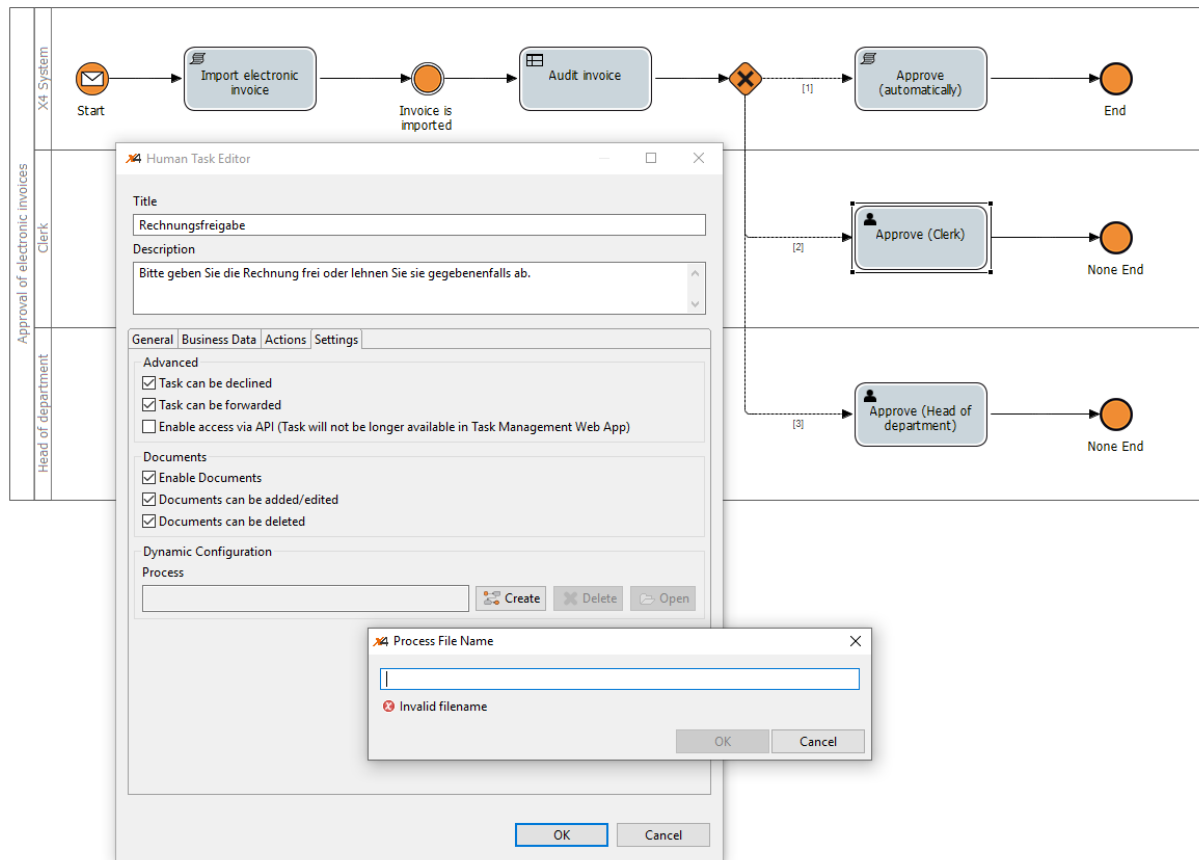 Approval of electronic invoices
X4 System
Clerk
Head of department
Start
Import electronic
invoice
Invoice is
imported
Audit invoice
[1]
Approve
(automatically)
End
[2]
Approve (Clerk)
None End
[3]
Approve (Head of
department)
None End
X4 Human Task Editor
Title
Rechnungsfreigabe
Description
Bitte geben Sie die Rechnung frei oder lehnen Sie sie gegebenenfalls ab.
General Business Data Actions Settings
Advanced
Task can be declined
Task can be forwarded
Enable access via API (Task will not be longer available in Task Management Web App)
Documents
Enable Documents
Documents can be added/edited
Documents can be deleted
Dynamic Configuration
Process
Create Delete Open
X4 Process File Name
Invalid filename
OK Cancel
OK Cancel